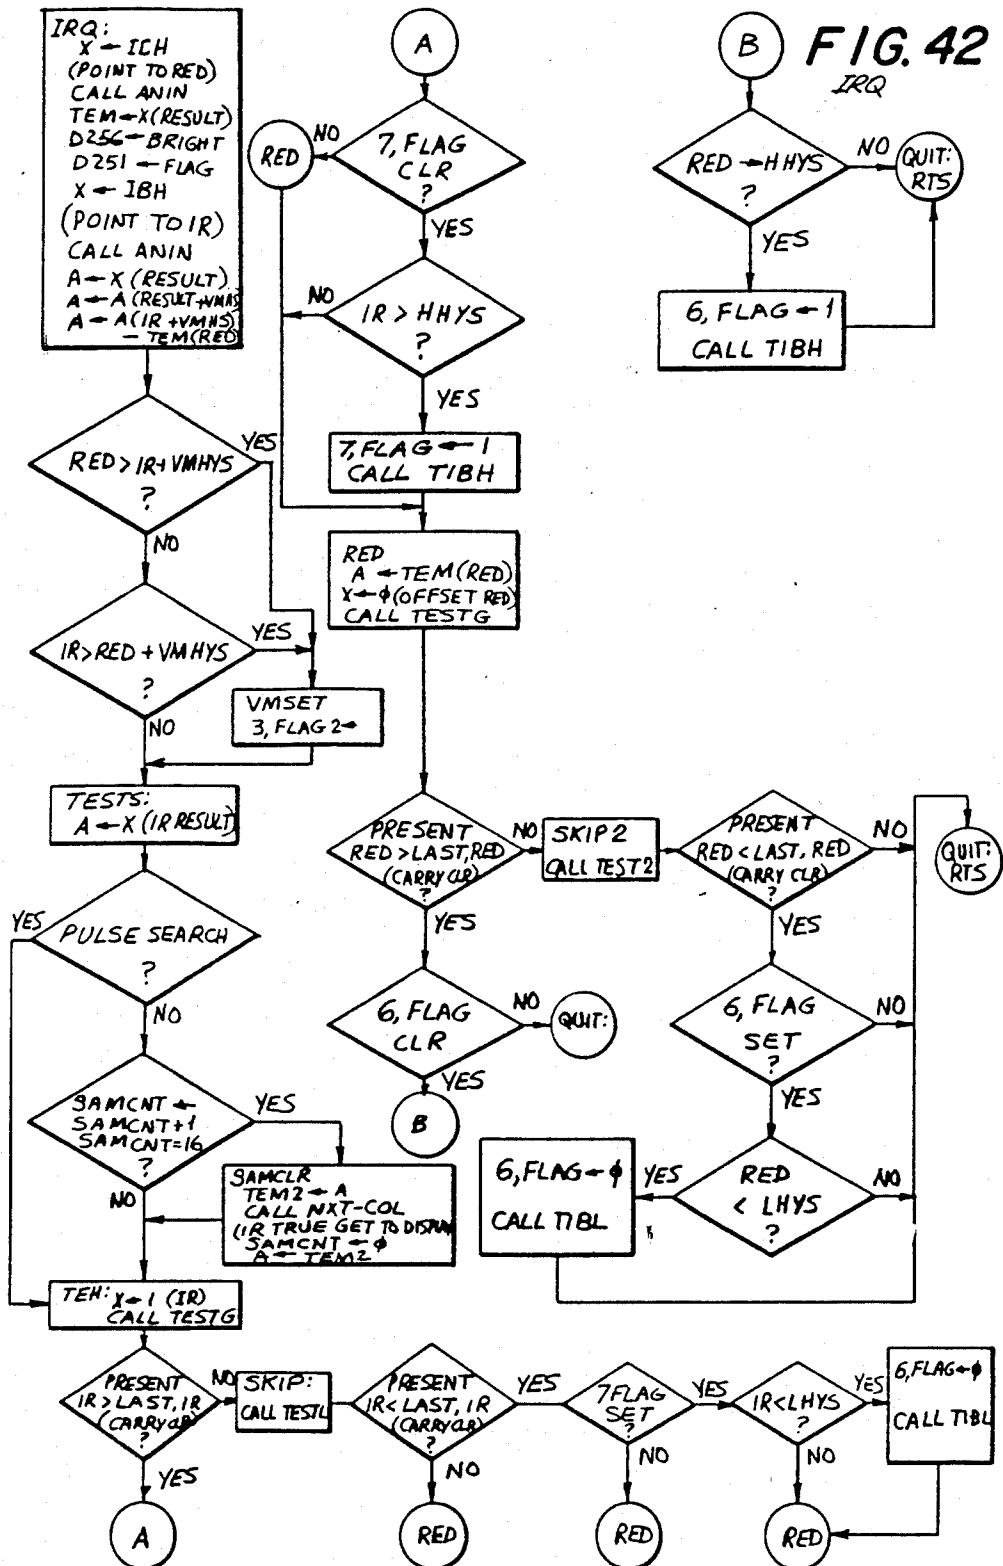 FIG. 42
IRQ
IRQ:
X ← ICH
(POINT TO RED)
CALL ANIN
TEM ← X (RESULT)
D256 ← BRIGHT
D251 ← FLAG
X ← IBH
(POINT TO IR)
CALL ANIN
A ← X (RESULT)
A ← A (RESULT+VMHS)
A ← A (IR + VMHS)
– TEM (RED)
RED > IR + VMHYS
?
YES
NO
IR > RED + VMHYS
?
YES
NO
VMSET
3, FLAG 2 ←
TESTS:
A ← X (IR RESULT)
PULSE SEARCH
?
YES
NO
SAMCNT ←
SAMCNT + 1
SAMCNT = 16
?
YES
NO
SAMCLR
TEM2 ← A
CALL NXT-COL
(IR TRUE GET TO DISPLAY
SAMCNT ← ϕ
A ← TEM2
TEH: X ← 1 (IR)
CALL TESTG
PRESENT
IR > LAST, IR
(CARRY CLR)
?
NO
YES
A
SKIP:
CALL TESTL
PRESENT
IR < LAST, IR
(CARRY CLR)
?
YES
NO
RED
7 FLAG
SET
?
YES
NO
RED
IR < LHYS
?
YES
NO
RED
6, FLAG ← ϕ
CALL TIBL
A
7, FLAG
CLR
?
NO
RED
YES
IR > HHYS
?
NO
YES
7, FLAG ← 1
CALL TIBH
RED
A ← TEM (RED)
X ← ϕ (OFFSET RED)
CALL TESTG
PRESENT
RED > LAST, RED
(CARRY CLR)
?
NO
YES
SKIP 2
CALL TEST 2
PRESENT
RED < LAST, RED
(CARRY CLR)
?
NO
YES
QUIT:
RTS
6, FLAG
CLR
?
NO
QUIT:
YES
B
6, FLAG
SET
?
NO
YES
RED
< LHYS
?
NO
YES
6, FLAG ← ϕ
CALL TIBL
B
RED → HHYS
?
NO
QUIT:
RTS
YES
6, FLAG ← 1
CALL TIBH